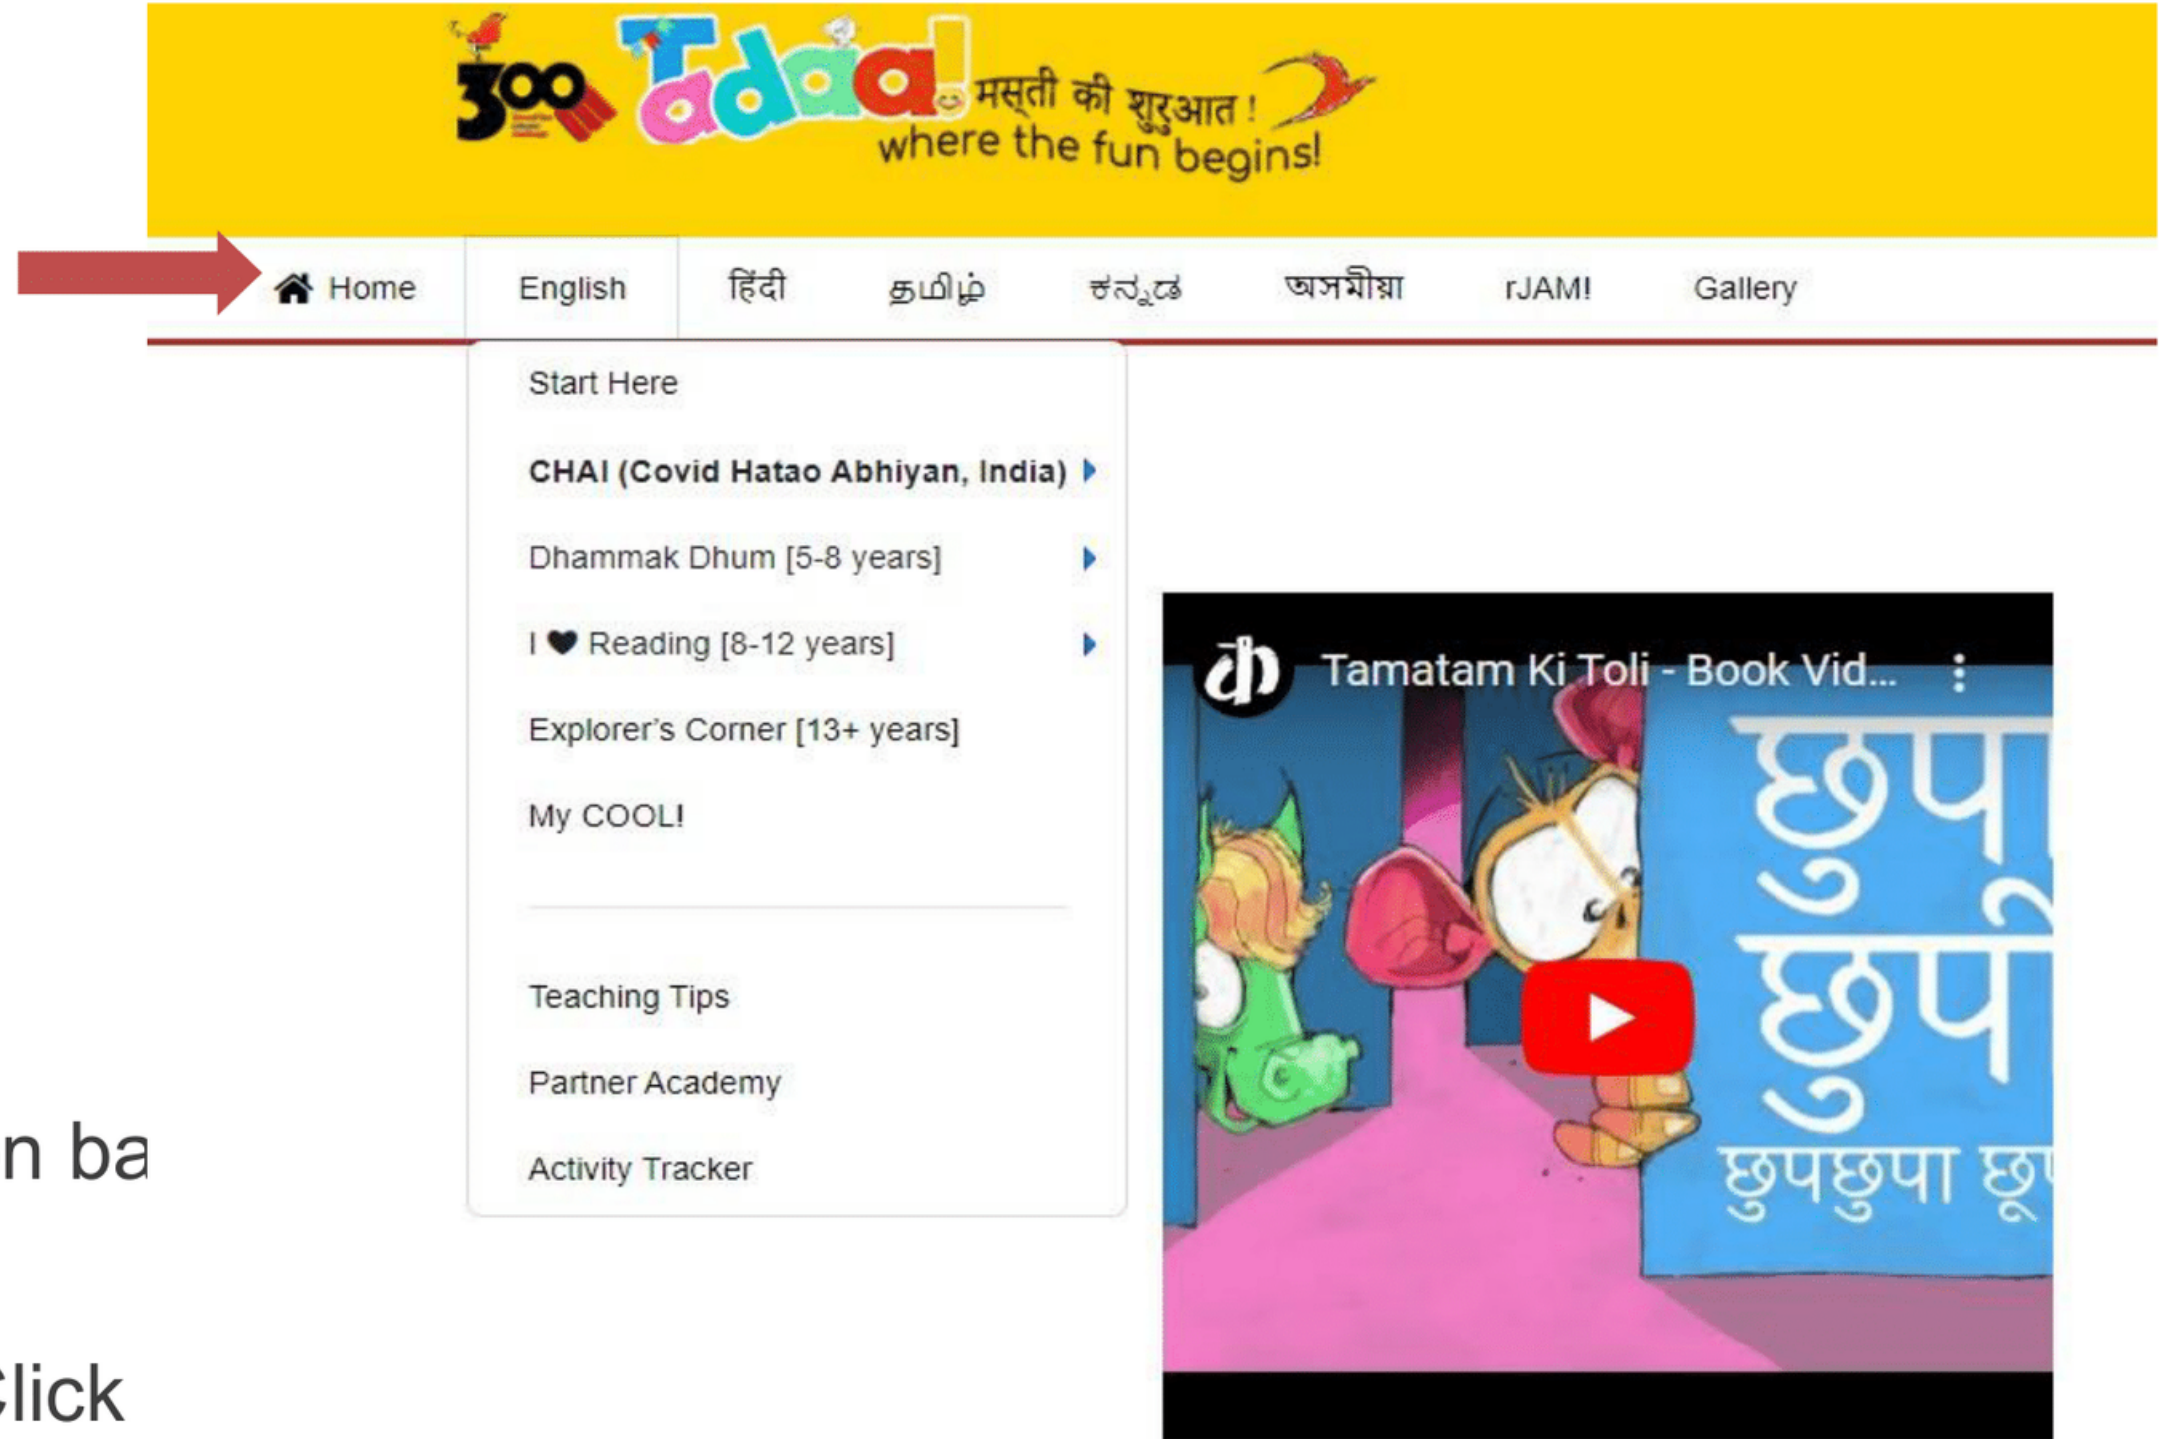 300 Tadaa!
मस्ती की शुरुआत !
where the fun begins!
Home English हिंदी தமிழ் ಕನ್ನಡ অসমীয়া rJAM! Gallery
Start Here
CHAI (Covid Hatao Abhiyan, India)
Dhammak Dhum [5-8 years]
I ♥ Reading [8-12 years]
Explorer’s Corner [13+ years]
My COOL!
Teaching Tips
Partner Academy
Activity Tracker
Tamatam Ki Toli - Book Vid...
छुपा
छुपी
छुपछुपा छु
n ba
Click